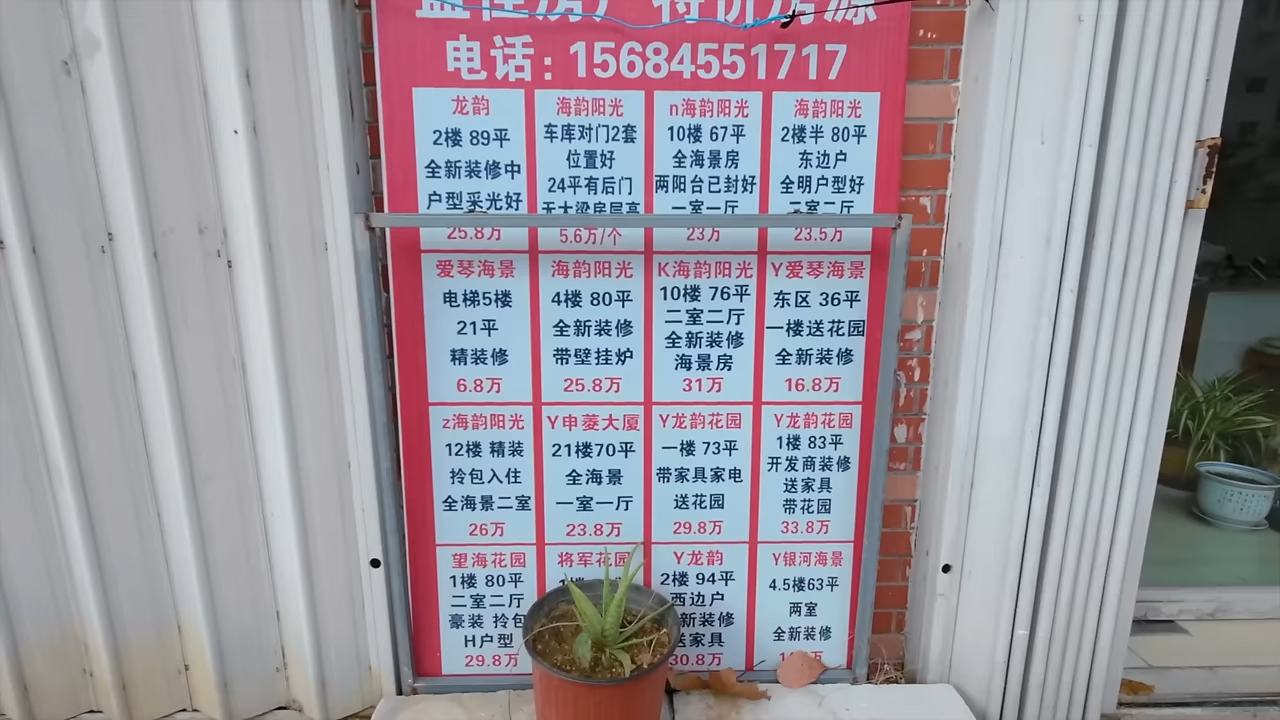 特价房源
电话：15684551717
龙韵
2楼 89平
全新装修中
户型采光好
25.8万
海韵阳光
车库对门2套
位置好
24平有后门
无大梁房层高
5.6万/个
n海韵阳光
10楼 67平
全海景房
两阳台已封好
一室一厅
23万
海韵阳光
2楼半 80平
东边户
全明户型好
二室二厅
23.5万
爱琴海景
电梯5楼
21平
精装修
6.8万
海韵阳光
4楼 80平
全新装修
带壁挂炉
25.8万
K海韵阳光
10楼 76平
二室二厅
全新装修
海景房
31万
Y爱琴海景
东区 36平
一楼送花园
全新装修
16.8万
z海韵阳光
12楼 精装
拎包入住
全海景二室
26万
Y申菱大厦
21楼70平
全海景
一室一厅
23.8万
Y龙韵花园
一楼 73平
带家具家电
送花园
29.8万
Y龙韵花园
1楼 83平
开发商装修
送家具
带花园
33.8万
望海花园
1楼 80平
二室二厅
豪装 拎包
H户型
29.8万
将军花园
Y龙韵
2楼 94平
西边户
新装修
送家具
30.8万
Y银河海景
4.5楼63平
两室
全新装修